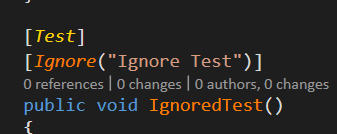 [Test]
[Ignore("Ignore Test")]
0 references | 0 changes | 0 authors, 0 changes
public void IgnoredTest()
{